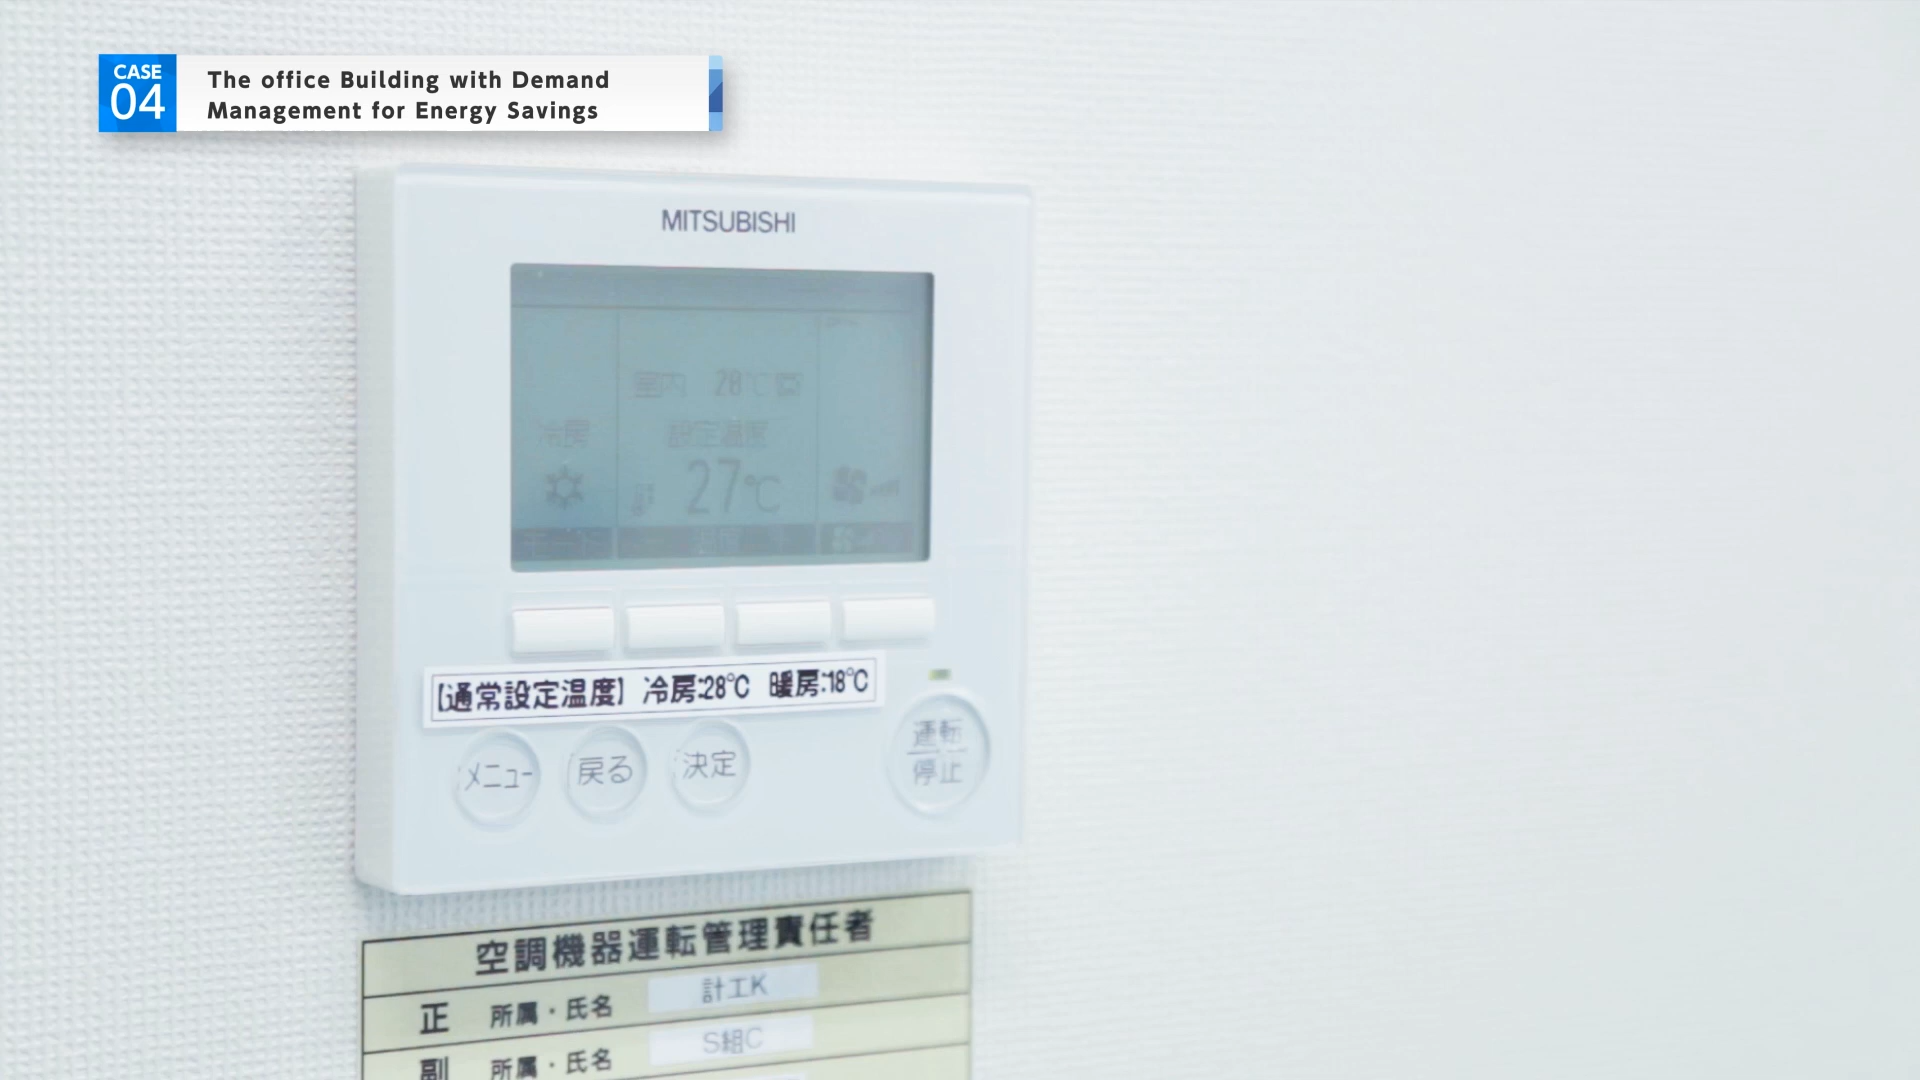 CASE
04
The office Building with Demand
Management for Energy Savings
MITSUBISHI
室内 28℃
冷房
設定温度
27℃
【通常設定温度】 冷房:28℃ 暖房:18℃
メニュー
戻る
決定
運転
停止
空調機器運転管理責任者
正 所属・氏名 計工K
副 所属・氏名 S組C